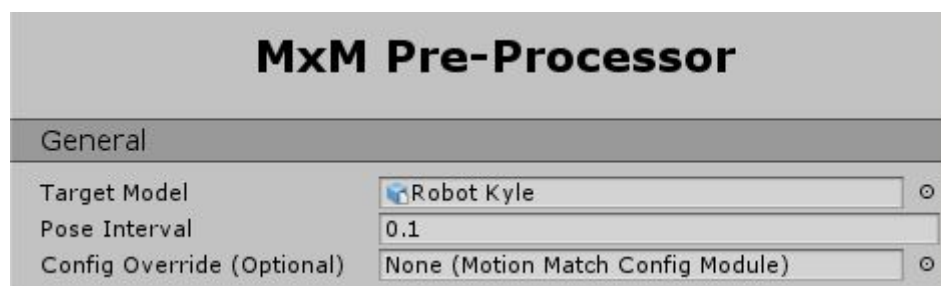 MxM Pre-Processor
General
Target Model Robot Kyle
Pose Interval 0.1
Config Override (Optional) None (Motion Match Config Module)